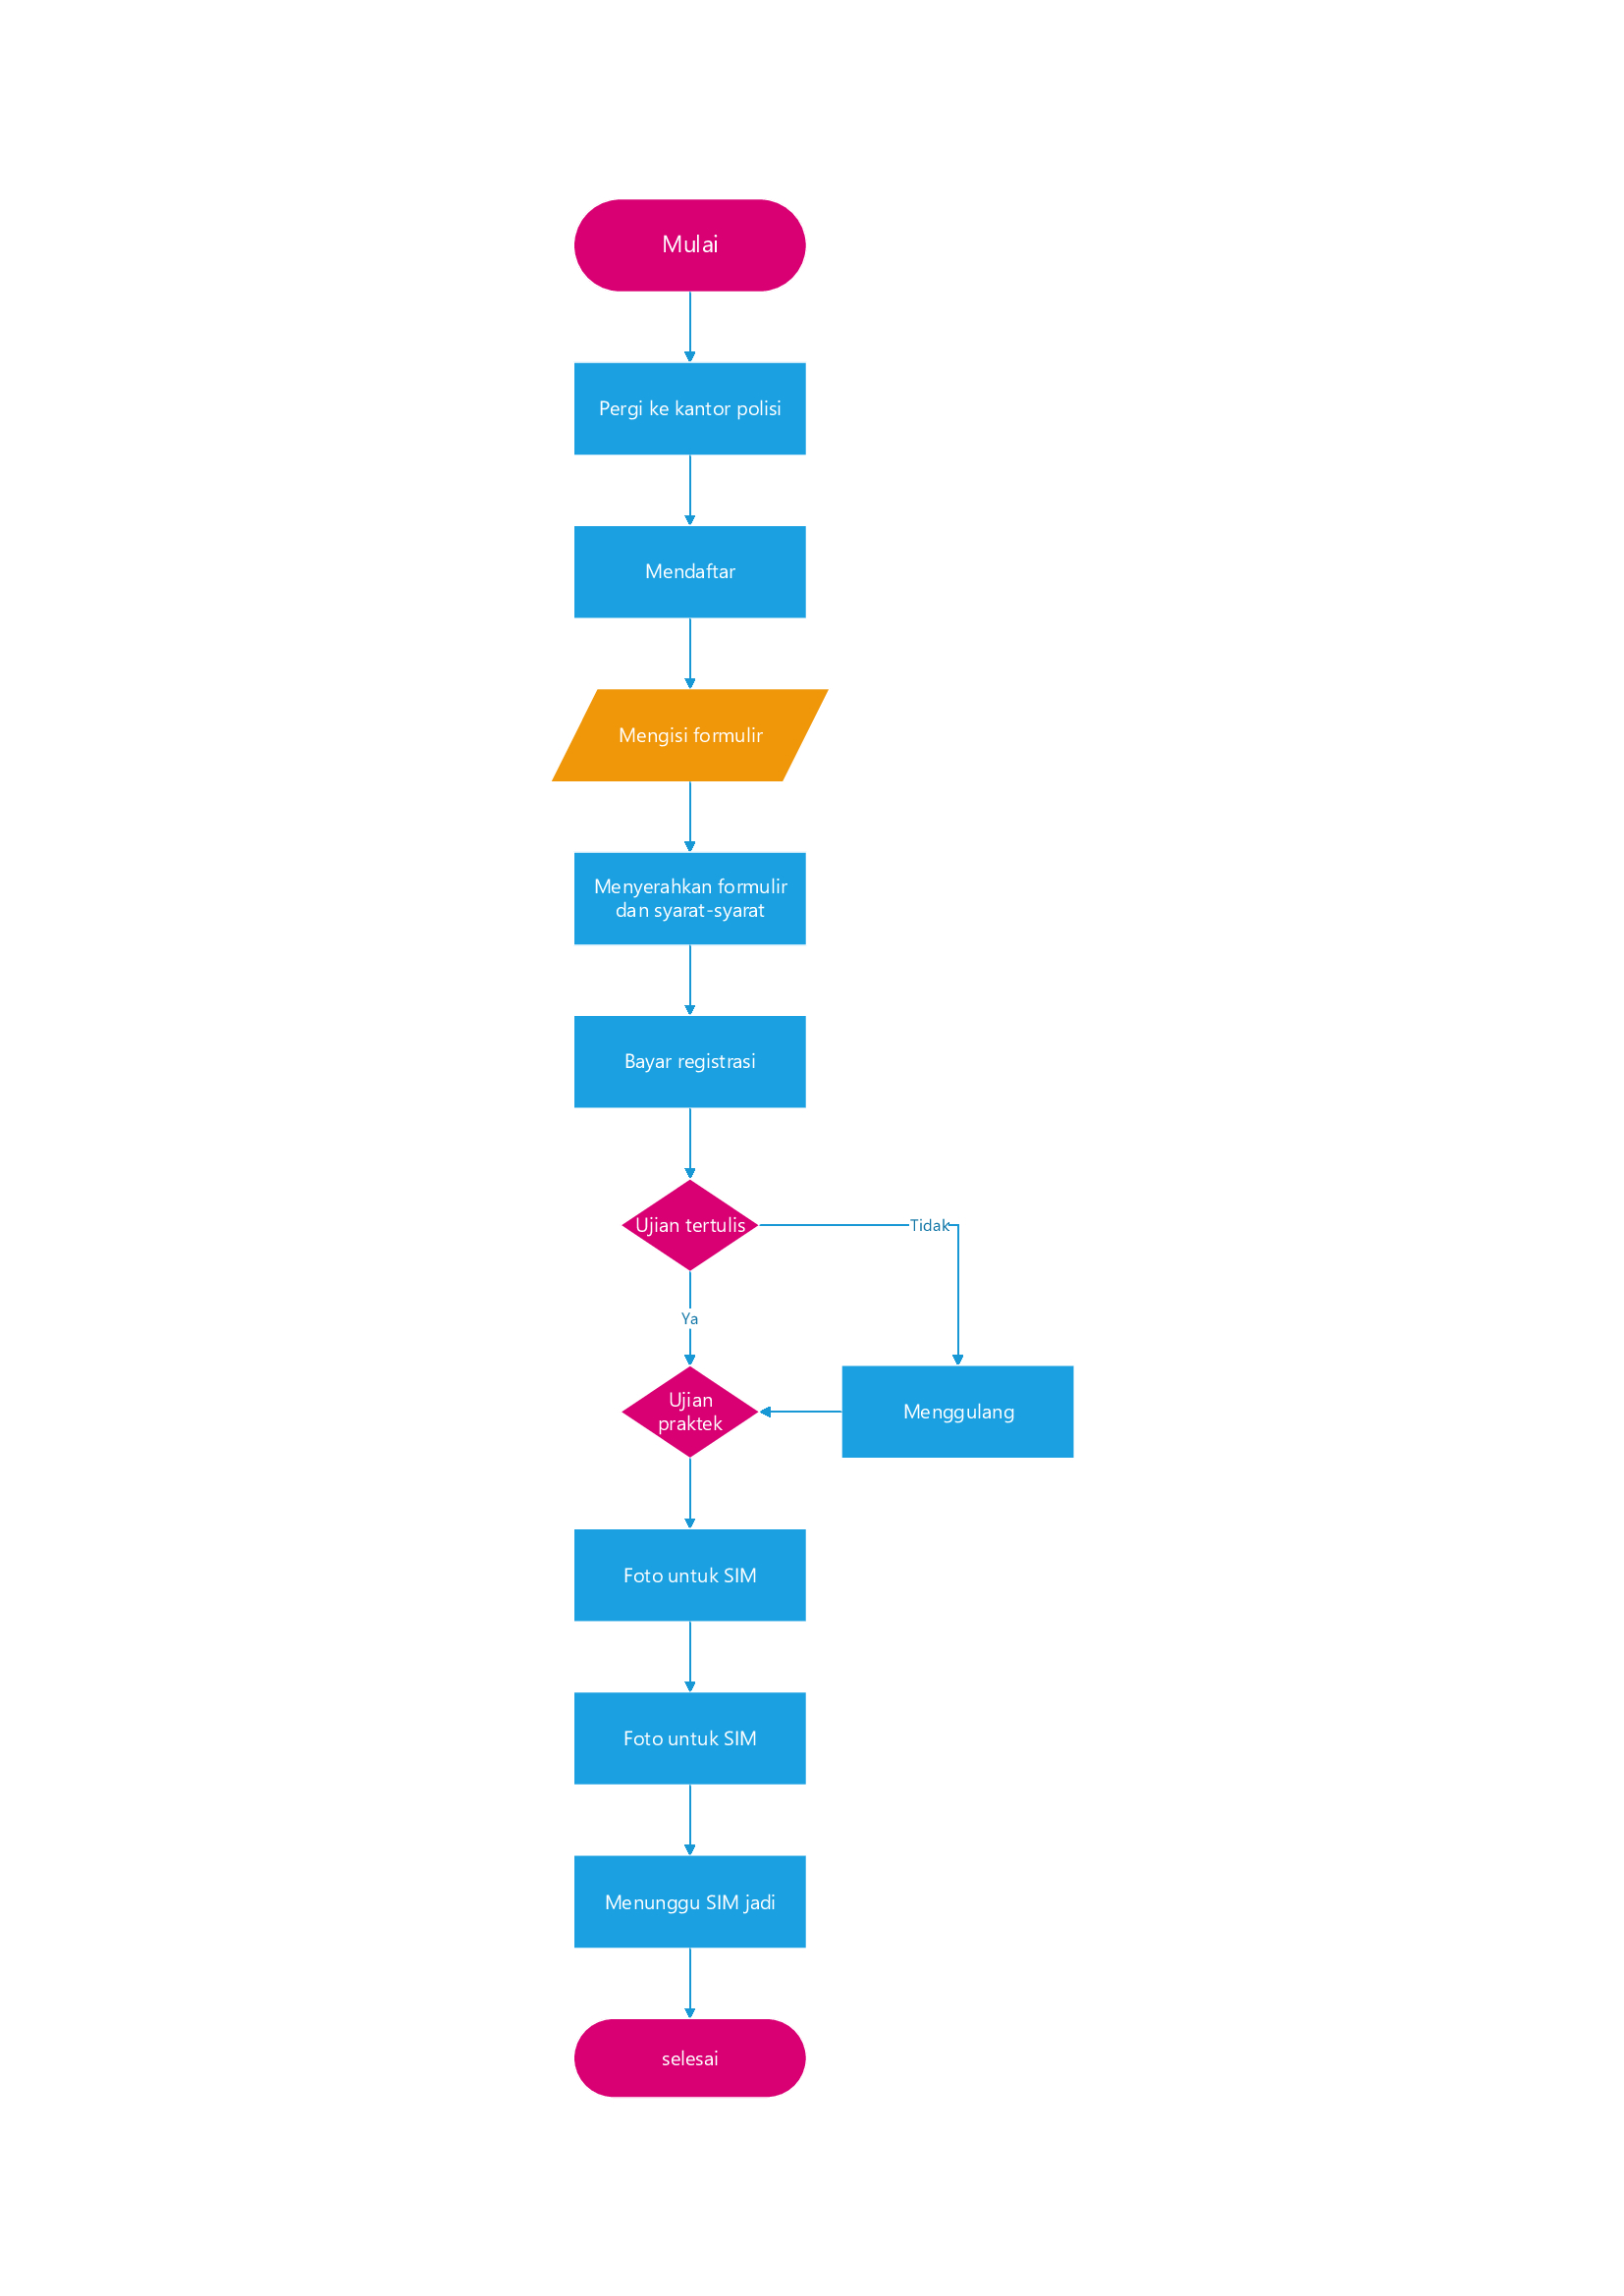 Mulai
Pergi ke kantor polisi
Mendaftar
Mengisi formulir
Menyerahkan formulir
dan syarat-syarat
Bayar registrasi
Ujian tertulis
Tidak
Ya
Ujian
praktek
Menggulang
Foto untuk SIM
Foto untuk SIM
Menunggu SIM jadi
selesai